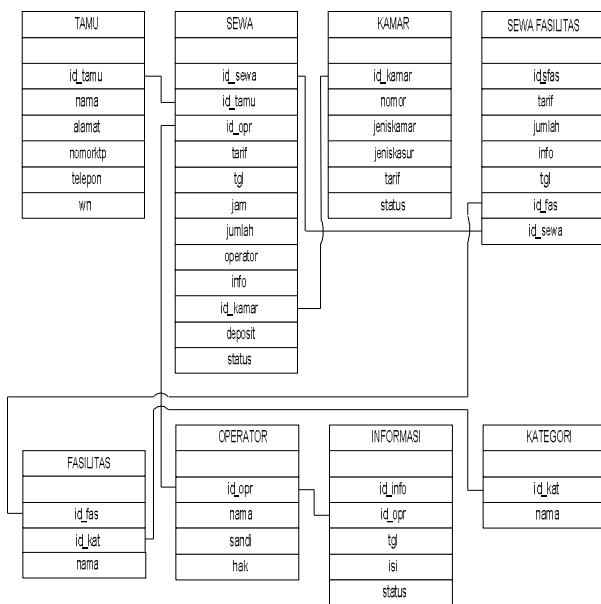 TAMU
id_tamu
nama
alamat
nomorktp
telepon
wn
SEWA
id_sewa
id_tamu
id_opr
tarif
tgl
jam
jumlah
operator
info
id_kamar
deposit
status
KAMAR
id_kamar
nomor
jeniskamar
jeniskasur
tarif
status
SEWA FASILITAS
idsfas
tarif
jumlah
info
tgl
id_fas
id_sewa
FASILITAS
id_fas
id_kat
nama
OPERATOR
id_opr
nama
sandi
hak
INFORMASI
id_info
id_opr
tgl
isi
status
KATEGORI
id_kat
nama